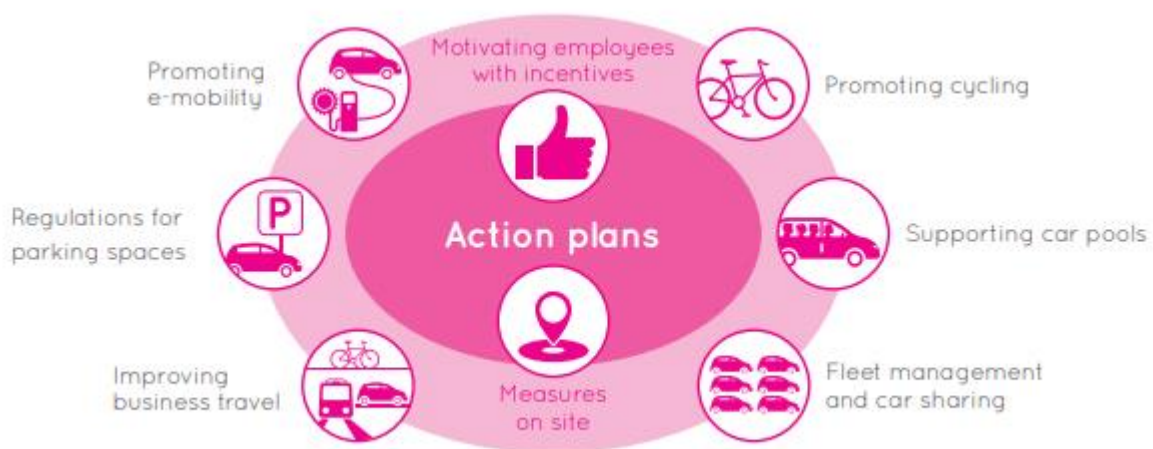 Motivating employees
with incentives
Promoting
e-mobility
Promoting cycling
P
Regulations for
parking spaces
Action plans
Supporting car pools
Improving
business travel
Measures
on site
Fleet management
and car sharing